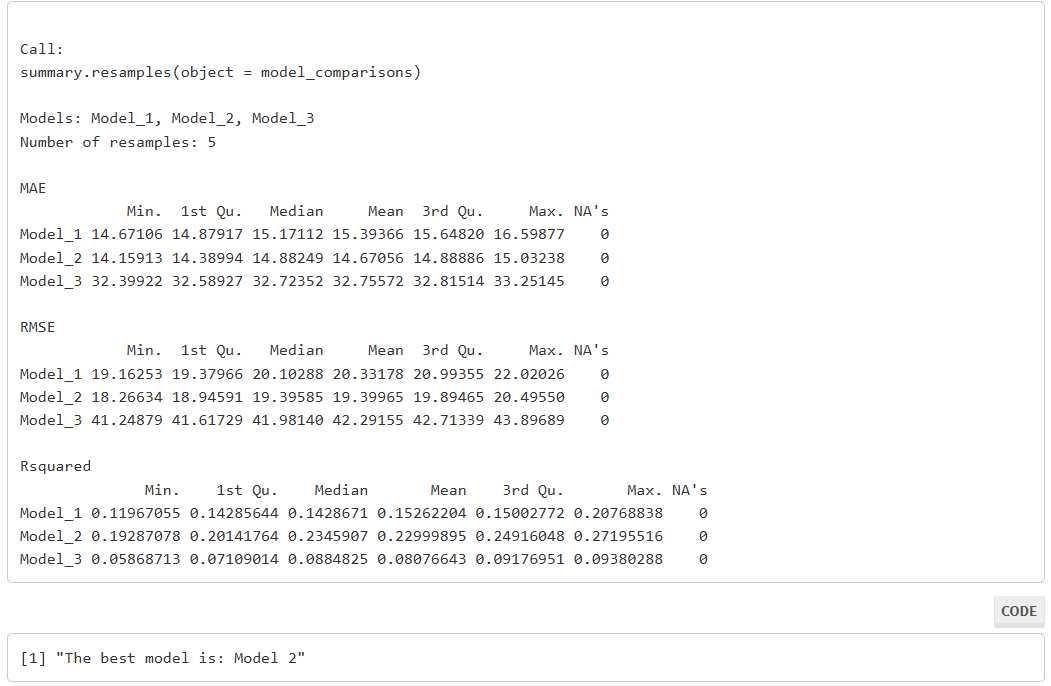 Call:
summary.resamples(object = model_comparisons)
Models: Model_1, Model_2, Model_3
Number of resamples: 5
MAE
Min. 1st Qu. Median Mean 3rd Qu. Max. NA's
Model_1 14.67106 14.87917 15.17112 15.39366 15.64820 16.59877 0
Model_2 14.15913 14.38994 14.88249 14.67056 14.88886 15.03238 0
Model_3 32.39922 32.58927 32.72352 32.75572 32.81514 33.25145 0
RMSE
Min. 1st Qu. Median Mean 3rd Qu. Max. NA's
Model_1 19.16253 19.37966 20.10288 20.33178 20.99355 22.02026 0
Model_2 18.26634 18.94591 19.39585 19.39965 19.89465 20.49550 0
Model_3 41.24879 41.61729 41.98140 42.29155 42.71339 43.89689 0
Rsquared
Min. 1st Qu. Median Mean 3rd Qu. Max. NA's
Model_1 0.11967055 0.14285644 0.1428671 0.15262204 0.15002772 0.20768838 0
Model_2 0.19287078 0.20141764 0.2345907 0.22999895 0.24916048 0.27195516 0
Model_3 0.05868713 0.07109014 0.0884825 0.08076643 0.09176951 0.09380288 0
CODE
[1] "The best model is: Model 2"